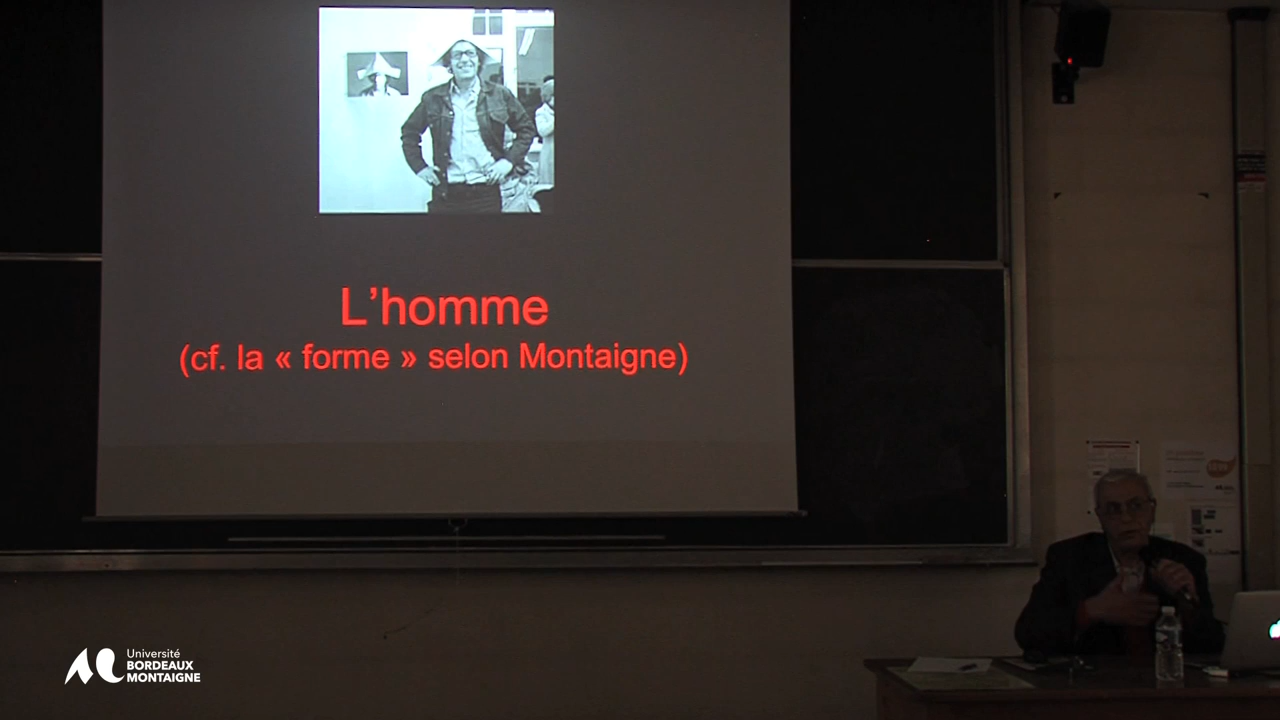 L'homme
(cf. la « forme » selon Montaigne)
Université
BORDEAUX
MONTAIGNE